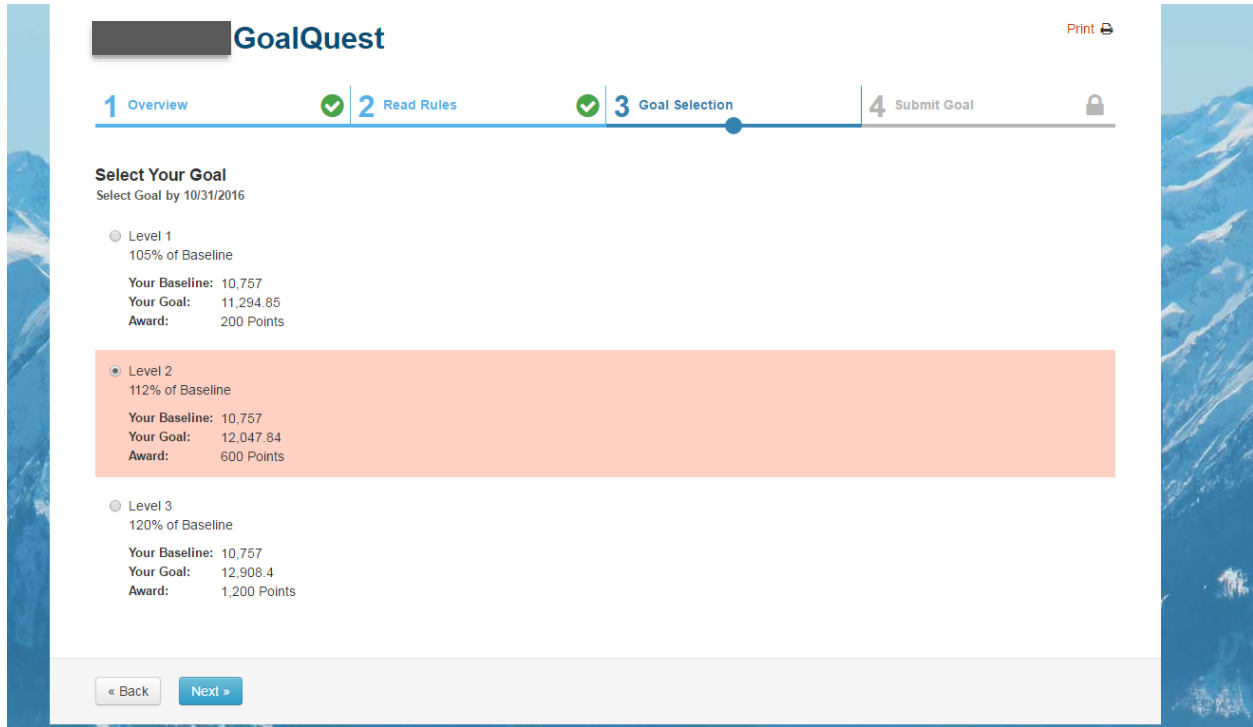 GoalQuest
Print
1 Overview 2 Read Rules 3 Goal Selection 4 Submit Goal
Select Your Goal
Select Goal by 10/31/2016
Level 1
105% of Baseline
Your Baseline: 10,757
Your Goal: 11,294.85
Award: 200 Points
Level 2
112% of Baseline
Your Baseline: 10,757
Your Goal: 12,047.84
Award: 600 Points
Level 3
120% of Baseline
Your Baseline: 10,757
Your Goal: 12,908.4
Award: 1,200 Points
« Back Next »